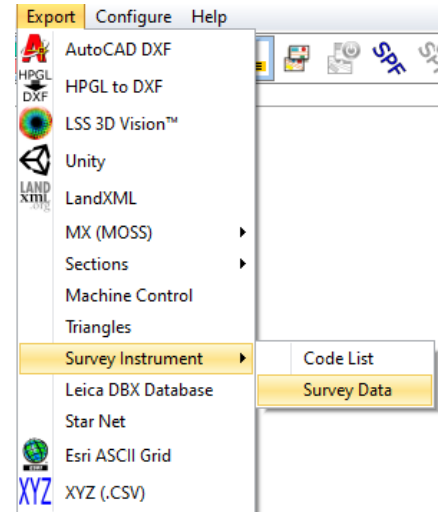 Export Configure Help
AutoCAD DXF
HPGL DXF
HPGL to DXF
LSS 3D Vision™
Unity
LAND xml .org
LandXML
MX (MOSS)
Sections
Machine Control
Triangles
Survey Instrument
Code List
Leica DBX Database
Survey Data
Star Net
Esri ASCII Grid
XYZ
XYZ (.CSV)
SPF